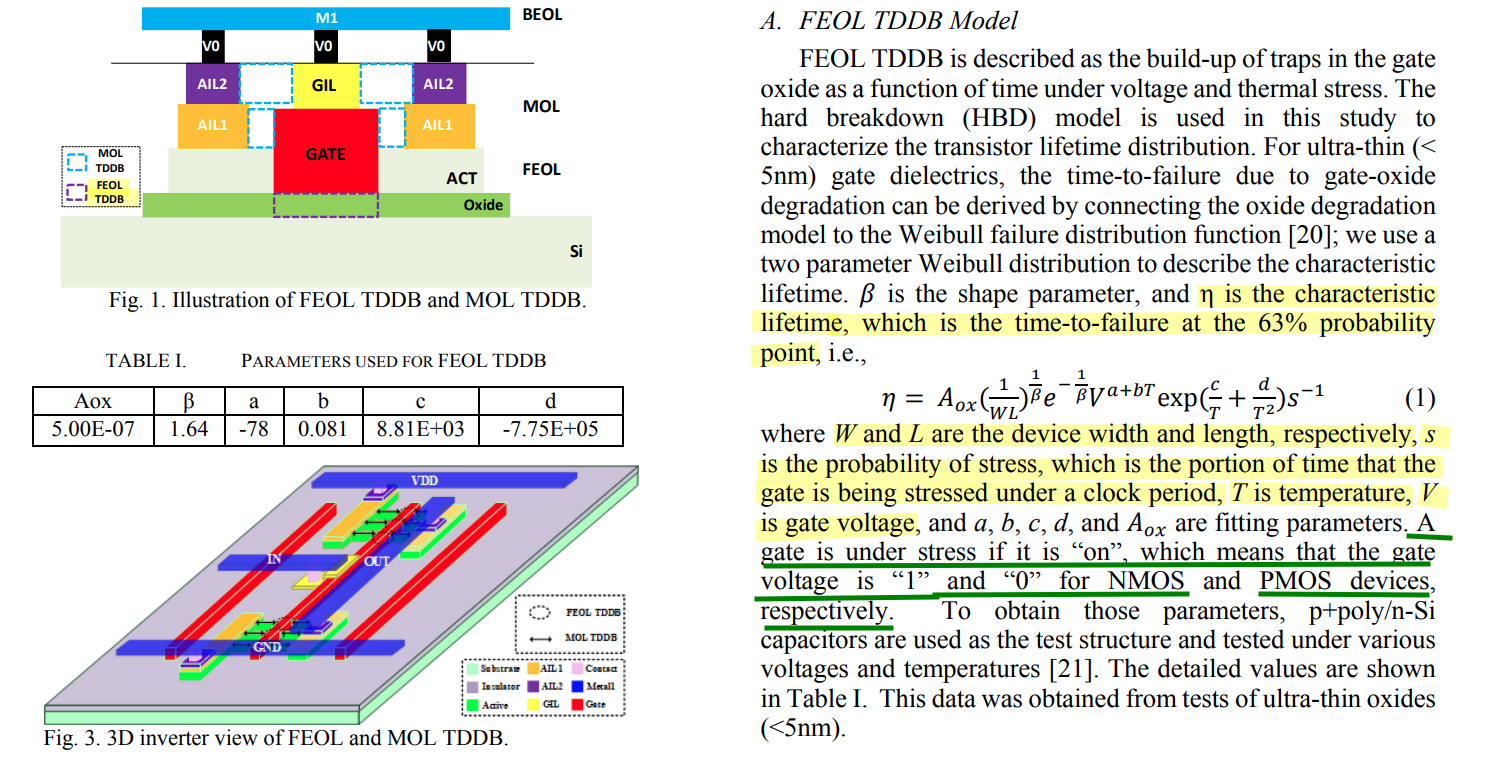 M1
BEOL
V0
V0
V0
AIL2
GIL
AIL2
MOL
AIL1
AIL1
MOL
TDDB
GATE
FEOL
ACT
FEOL
TDDB
Oxide
Si
Fig. 1. Illustration of FEOL TDDB and MOL TDDB.
TABLE I. PARAMETERS USED FOR FEOL TDDB
Aox β a b c d
5.00E-07 1.64 -78 0.081 8.81E+03 -7.75E+05
VDD
IN
OUT
GND
FEOL TDDB
MOL TDDB
Substrate AIL1 Contact
Insulator AIL2 Metal1
Active GIL Gate
Fig. 3. 3D inverter view of FEOL and MOL TDDB.
A. FEOL TDDB Model
FEOL TDDB is described as the build-up of traps in the gate
oxide as a function of time under voltage and thermal stress. The
hard breakdown (HBD) model is used in this study to
characterize the transistor lifetime distribution. For ultra-thin (<
5nm) gate dielectrics, the time-to-failure due to gate-oxide
degradation can be derived by connecting the oxide degradation
model to the Weibull failure distribution function [20]; we use a
two parameter Weibull distribution to describe the characteristic
lifetime. β is the shape parameter, and η is the characteristic
lifetime, which is the time-to-failure at the 63% probability
point, i.e.,
η = A_{ox}(\frac{1}{WL})^{\frac{1}{β}}e^{-\frac{1}{β}}V^{a+bT}exp(\frac{c}{T} + \frac{d}{T^2})s^{-1} (1)
where W and L are the device width and length, respectively, s
is the probability of stress, which is the portion of time that the
gate is being stressed under a clock period, T is temperature, V
is gate voltage, and a, b, c, d, and A_{ox} are fitting parameters. A
gate is under stress if it is “on”, which means that the gate
voltage is “1” and “0” for NMOS and PMOS devices,
respectively. To obtain those parameters, p+poly/n-Si
capacitors are used as the test structure and tested under various
voltages and temperatures [21]. The detailed values are shown
in Table I. This data was obtained from tests of ultra-thin oxides
(<5nm).